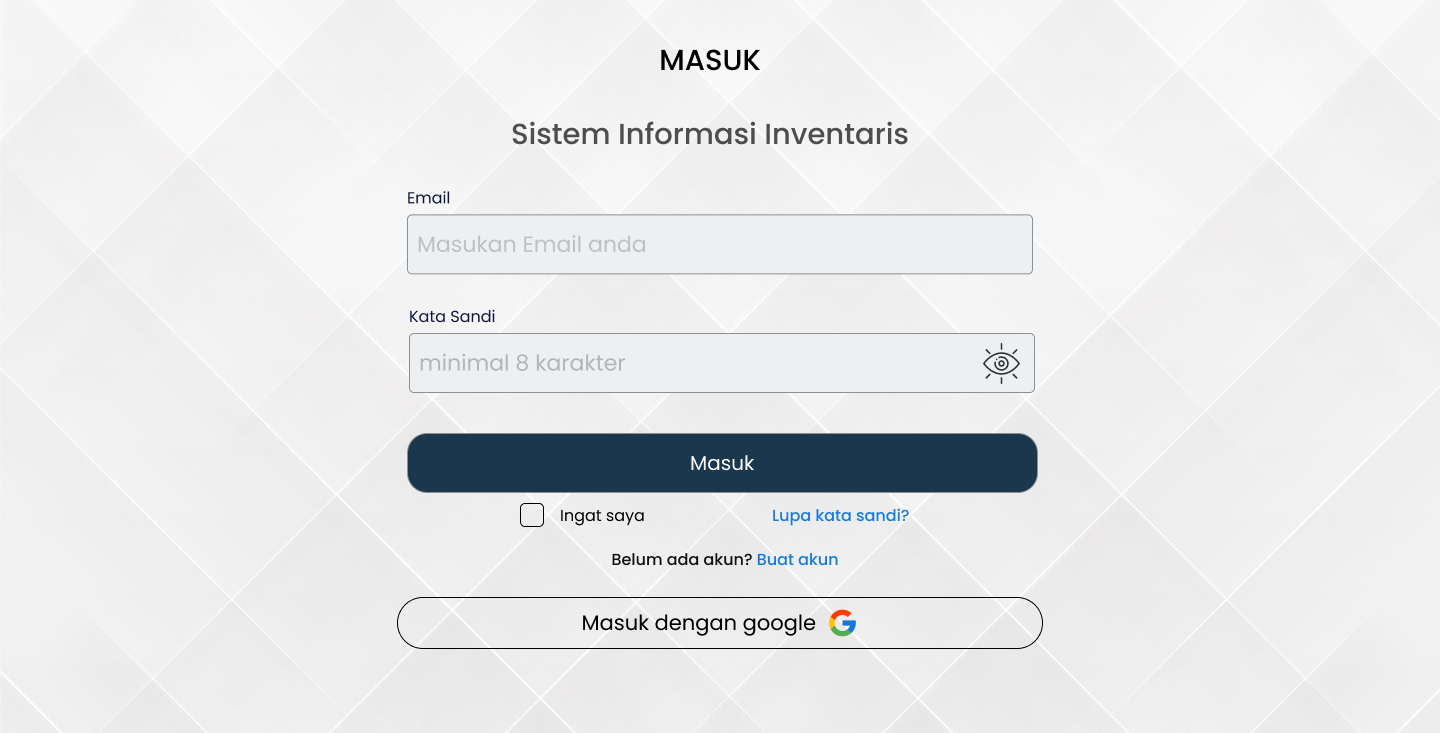 MASUK
Sistem Informasi Inventaris
Email
Masukan Email anda
Kata Sandi
minimal 8 karakter
Masuk
Ingat saya
Lupa kata sandi?
Belum ada akun? Buat akun
Masuk dengan google